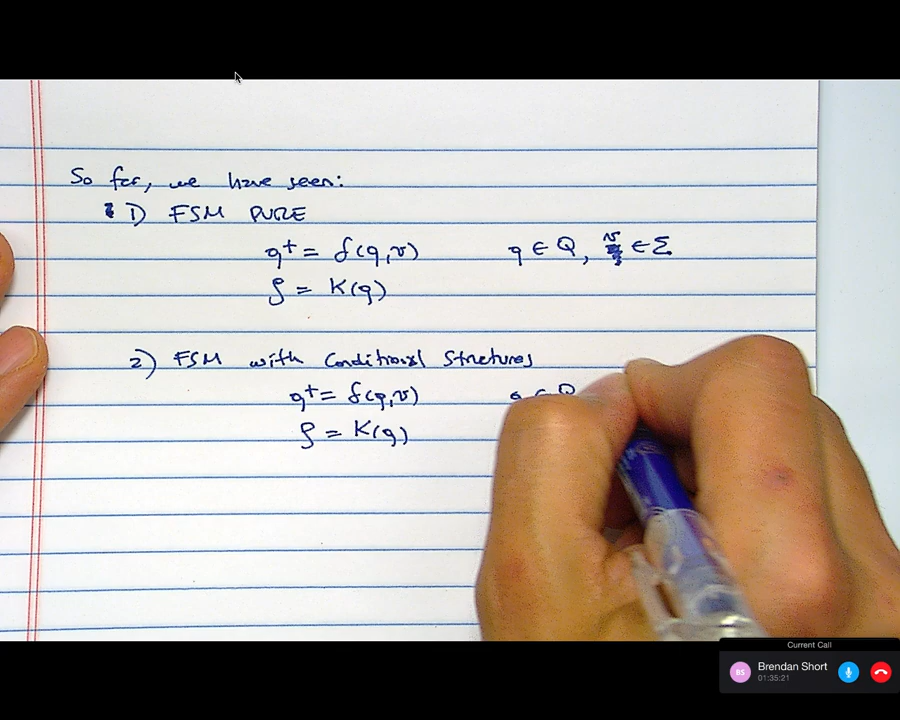 So far, we have seen:
1) FSM PURE
q⁺ = δ(q,v) q ∈ Q, v ∈ Σ
ζ = K(q)
2) FSM with Conditional Structures
q⁺ = δ(q,v) q ∈ Q
ζ = K(q)
Current Call
BS Brendan Short
01:35:21